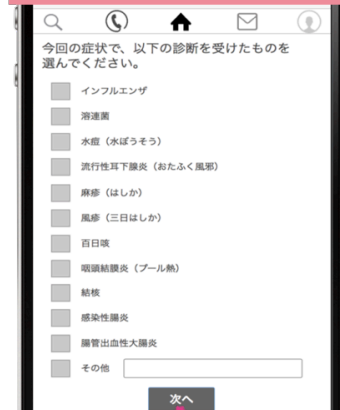 今回の症状で、以下の診断を受けたものを
選んでください。
インフルエンザ
溶連菌
水痘（水ぼうそう）
流行性耳下腺炎（おたふく風邪）
麻疹（はしか）
風疹（三日はしか）
百日咳
咽頭結膜炎（プール熱）
結核
感染性腸炎
腸管出血性大腸炎
その他
次へ